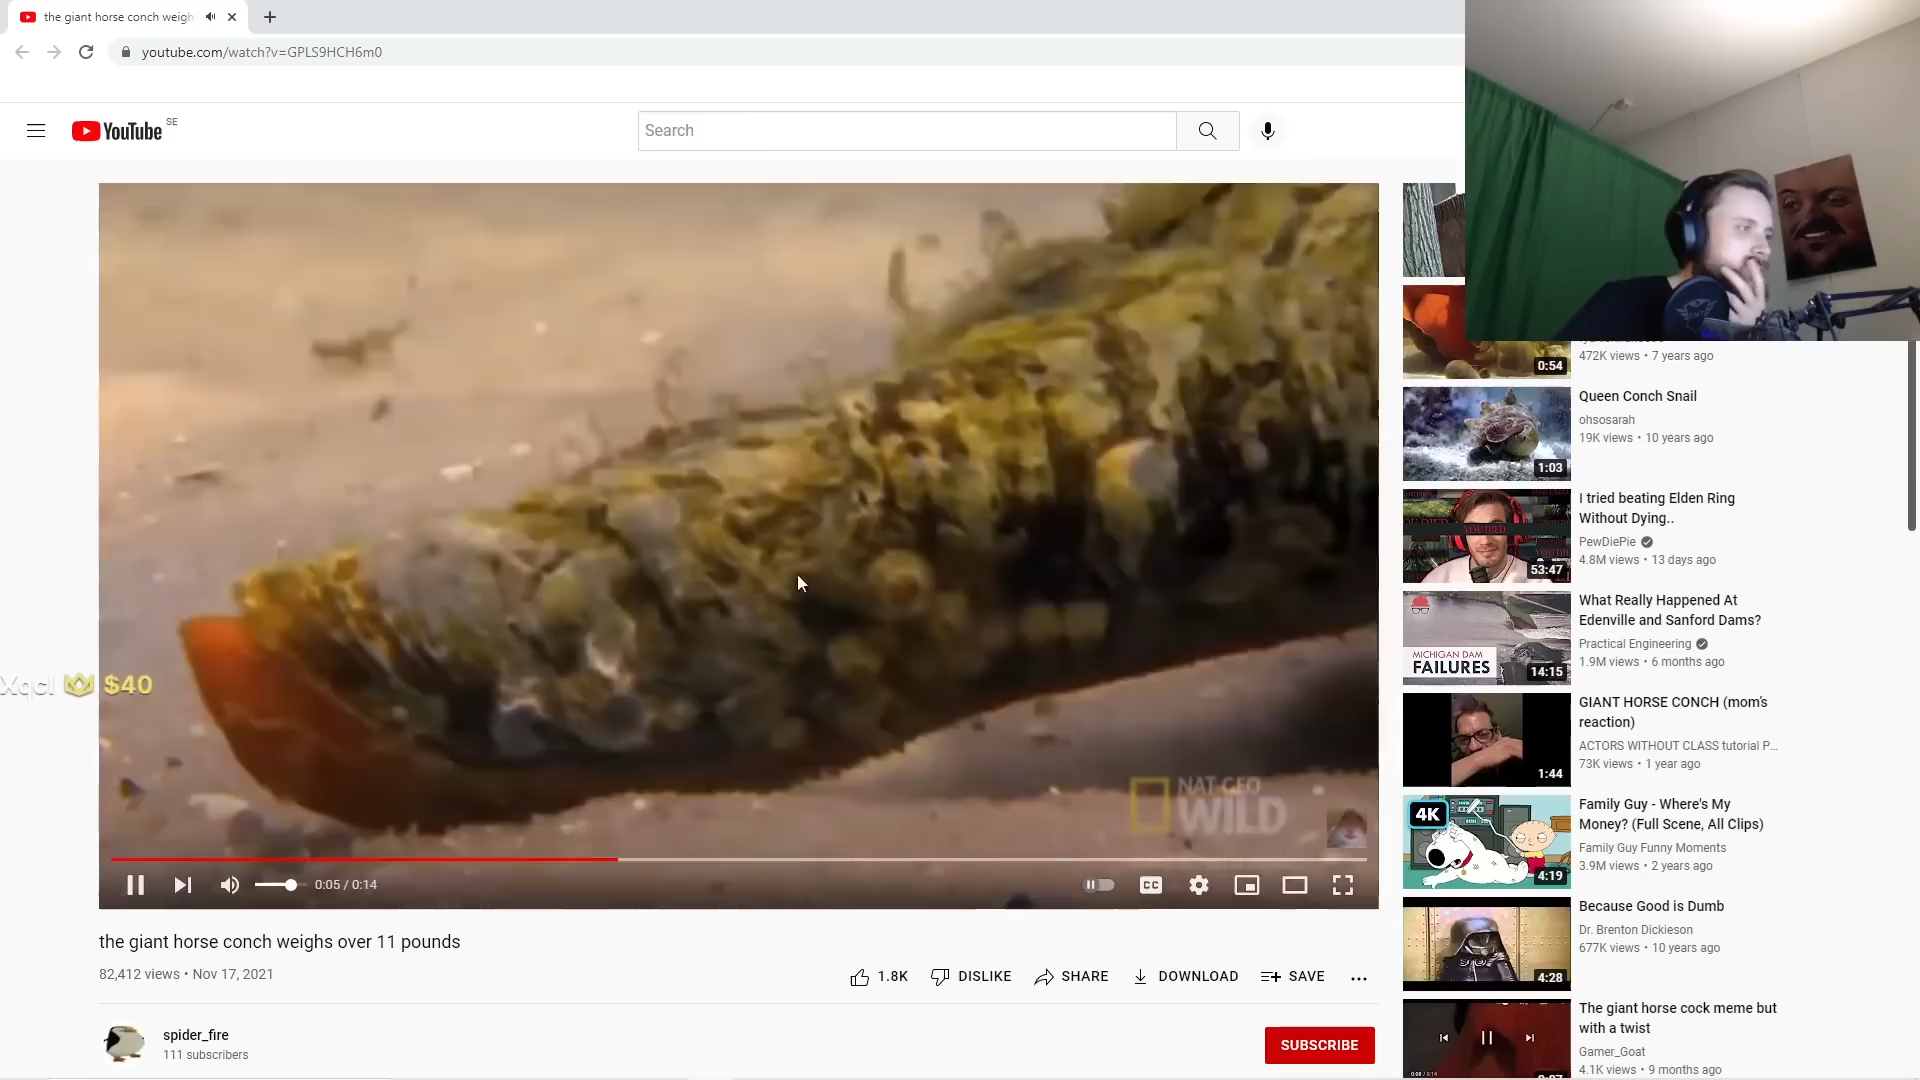 the giant horse conch weigh
youtube.com/watch?v=GPLS9HCH6m0
YouTube
SE
Search
0:54
472K views • 7 years ago
Queen Conch Snail
ohsosarah
19K views • 10 years ago
1:03
I tried beating Elden Ring
Without Dying..
PewDiePie
4.8M views • 13 days ago
YOU DIED
53:47
What Really Happened At
Edenville and Sanford Dams?
Practical Engineering
1.9M views • 6 months ago
MICHIGAN DAM
FAILURES
14:15
Xqcl $40
GIANT HORSE CONCH (mom's
reaction)
ACTORS WITHOUT CLASS tutorial P...
73K views • 1 year ago
1:44
NAT GEO
WILD
4K
Family Guy - Where's My
Money? (Full Scene, All Clips)
Family Guy Funny Moments
3.9M views • 2 years ago
4:19
0:05 / 0:14
CC
the giant horse conch weighs over 11 pounds
82,412 views • Nov 17, 2021
1.8K DISLIKE SHARE DOWNLOAD SAVE
Because Good is Dumb
Dr. Brenton Dickieson
677K views • 10 years ago
4:28
spider_fire
111 subscribers
SUBSCRIBE
The giant horse cock meme but
with a twist
Gamer_Goat
4.1K views • 9 months ago